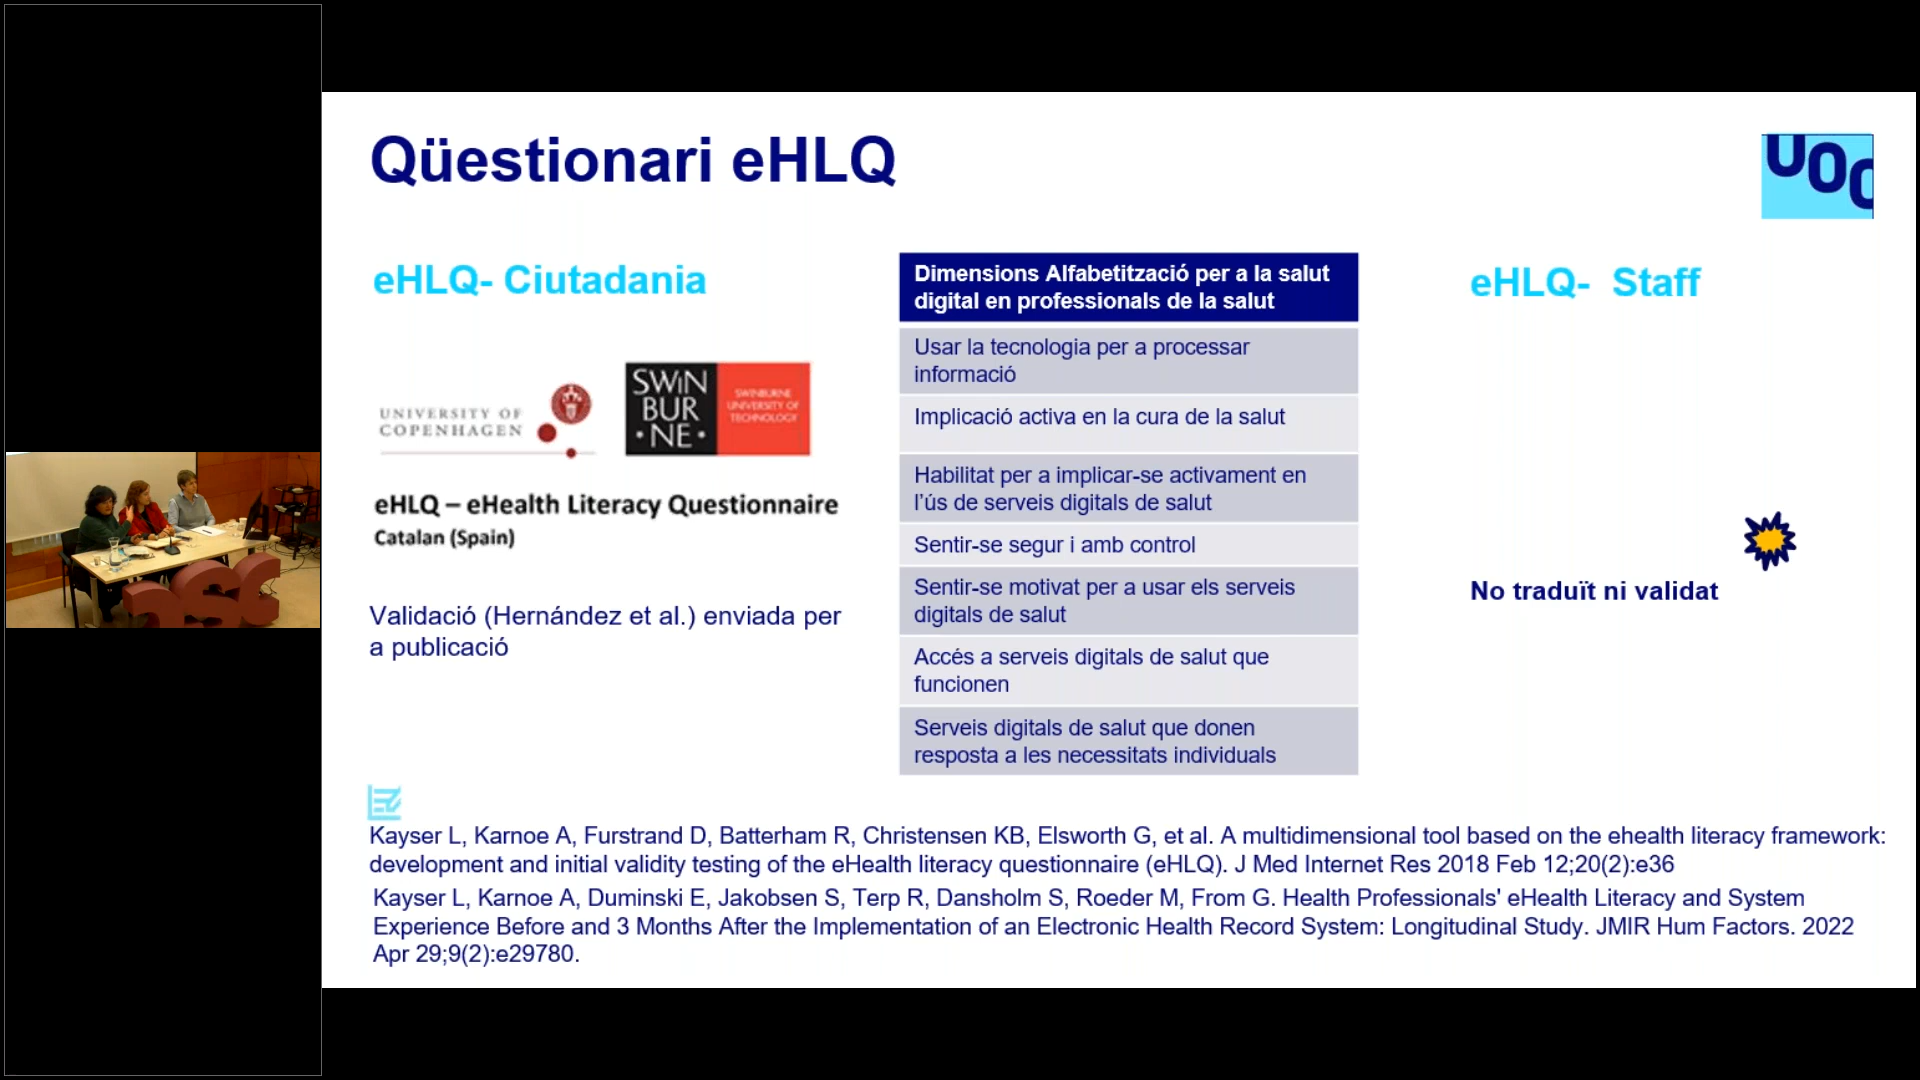 Qüestionari eHLQ
UOC
eHLQ- Ciutadania
UNIVERSITY OF
COPENHAGEN
SWiN
BUR
• NE •
SWINBURNE
UNIVERSITY OF
TECHNOLOGY
eHLQ – eHealth Literacy Questionnaire
Catalan (Spain)
Validació (Hernández et al.) enviada per
a publicació
Dimensions Alfabetització per a la salut
digital en professionals de la salut
Usar la tecnologia per a processar
informació
Implicació activa en la cura de la salut
Habilitat per a implicar-se activament en
l'ús de serveis digitals de salut
Sentir-se segur i amb control
Sentir-se motivat per a usar els serveis
digitals de salut
Accés a serveis digitals de salut que
funcionen
Serveis digitals de salut que donen
resposta a les necessitats individuals
eHLQ- Staff
No traduït ni validat
Kayser L, Karnoe A, Furstrand D, Batterham R, Christensen KB, Elsworth G, et al. A multidimensional tool based on the ehealth literacy framework:
development and initial validity testing of the eHealth literacy questionnaire (eHLQ). J Med Internet Res 2018 Feb 12;20(2):e36
Kayser L, Karnoe A, Duminski E, Jakobsen S, Terp R, Dansholm S, Roeder M, From G. Health Professionals' eHealth Literacy and System
Experience Before and 3 Months After the Implementation of an Electronic Health Record System: Longitudinal Study. JMIR Hum Factors. 2022
Apr 29;9(2):e29780.